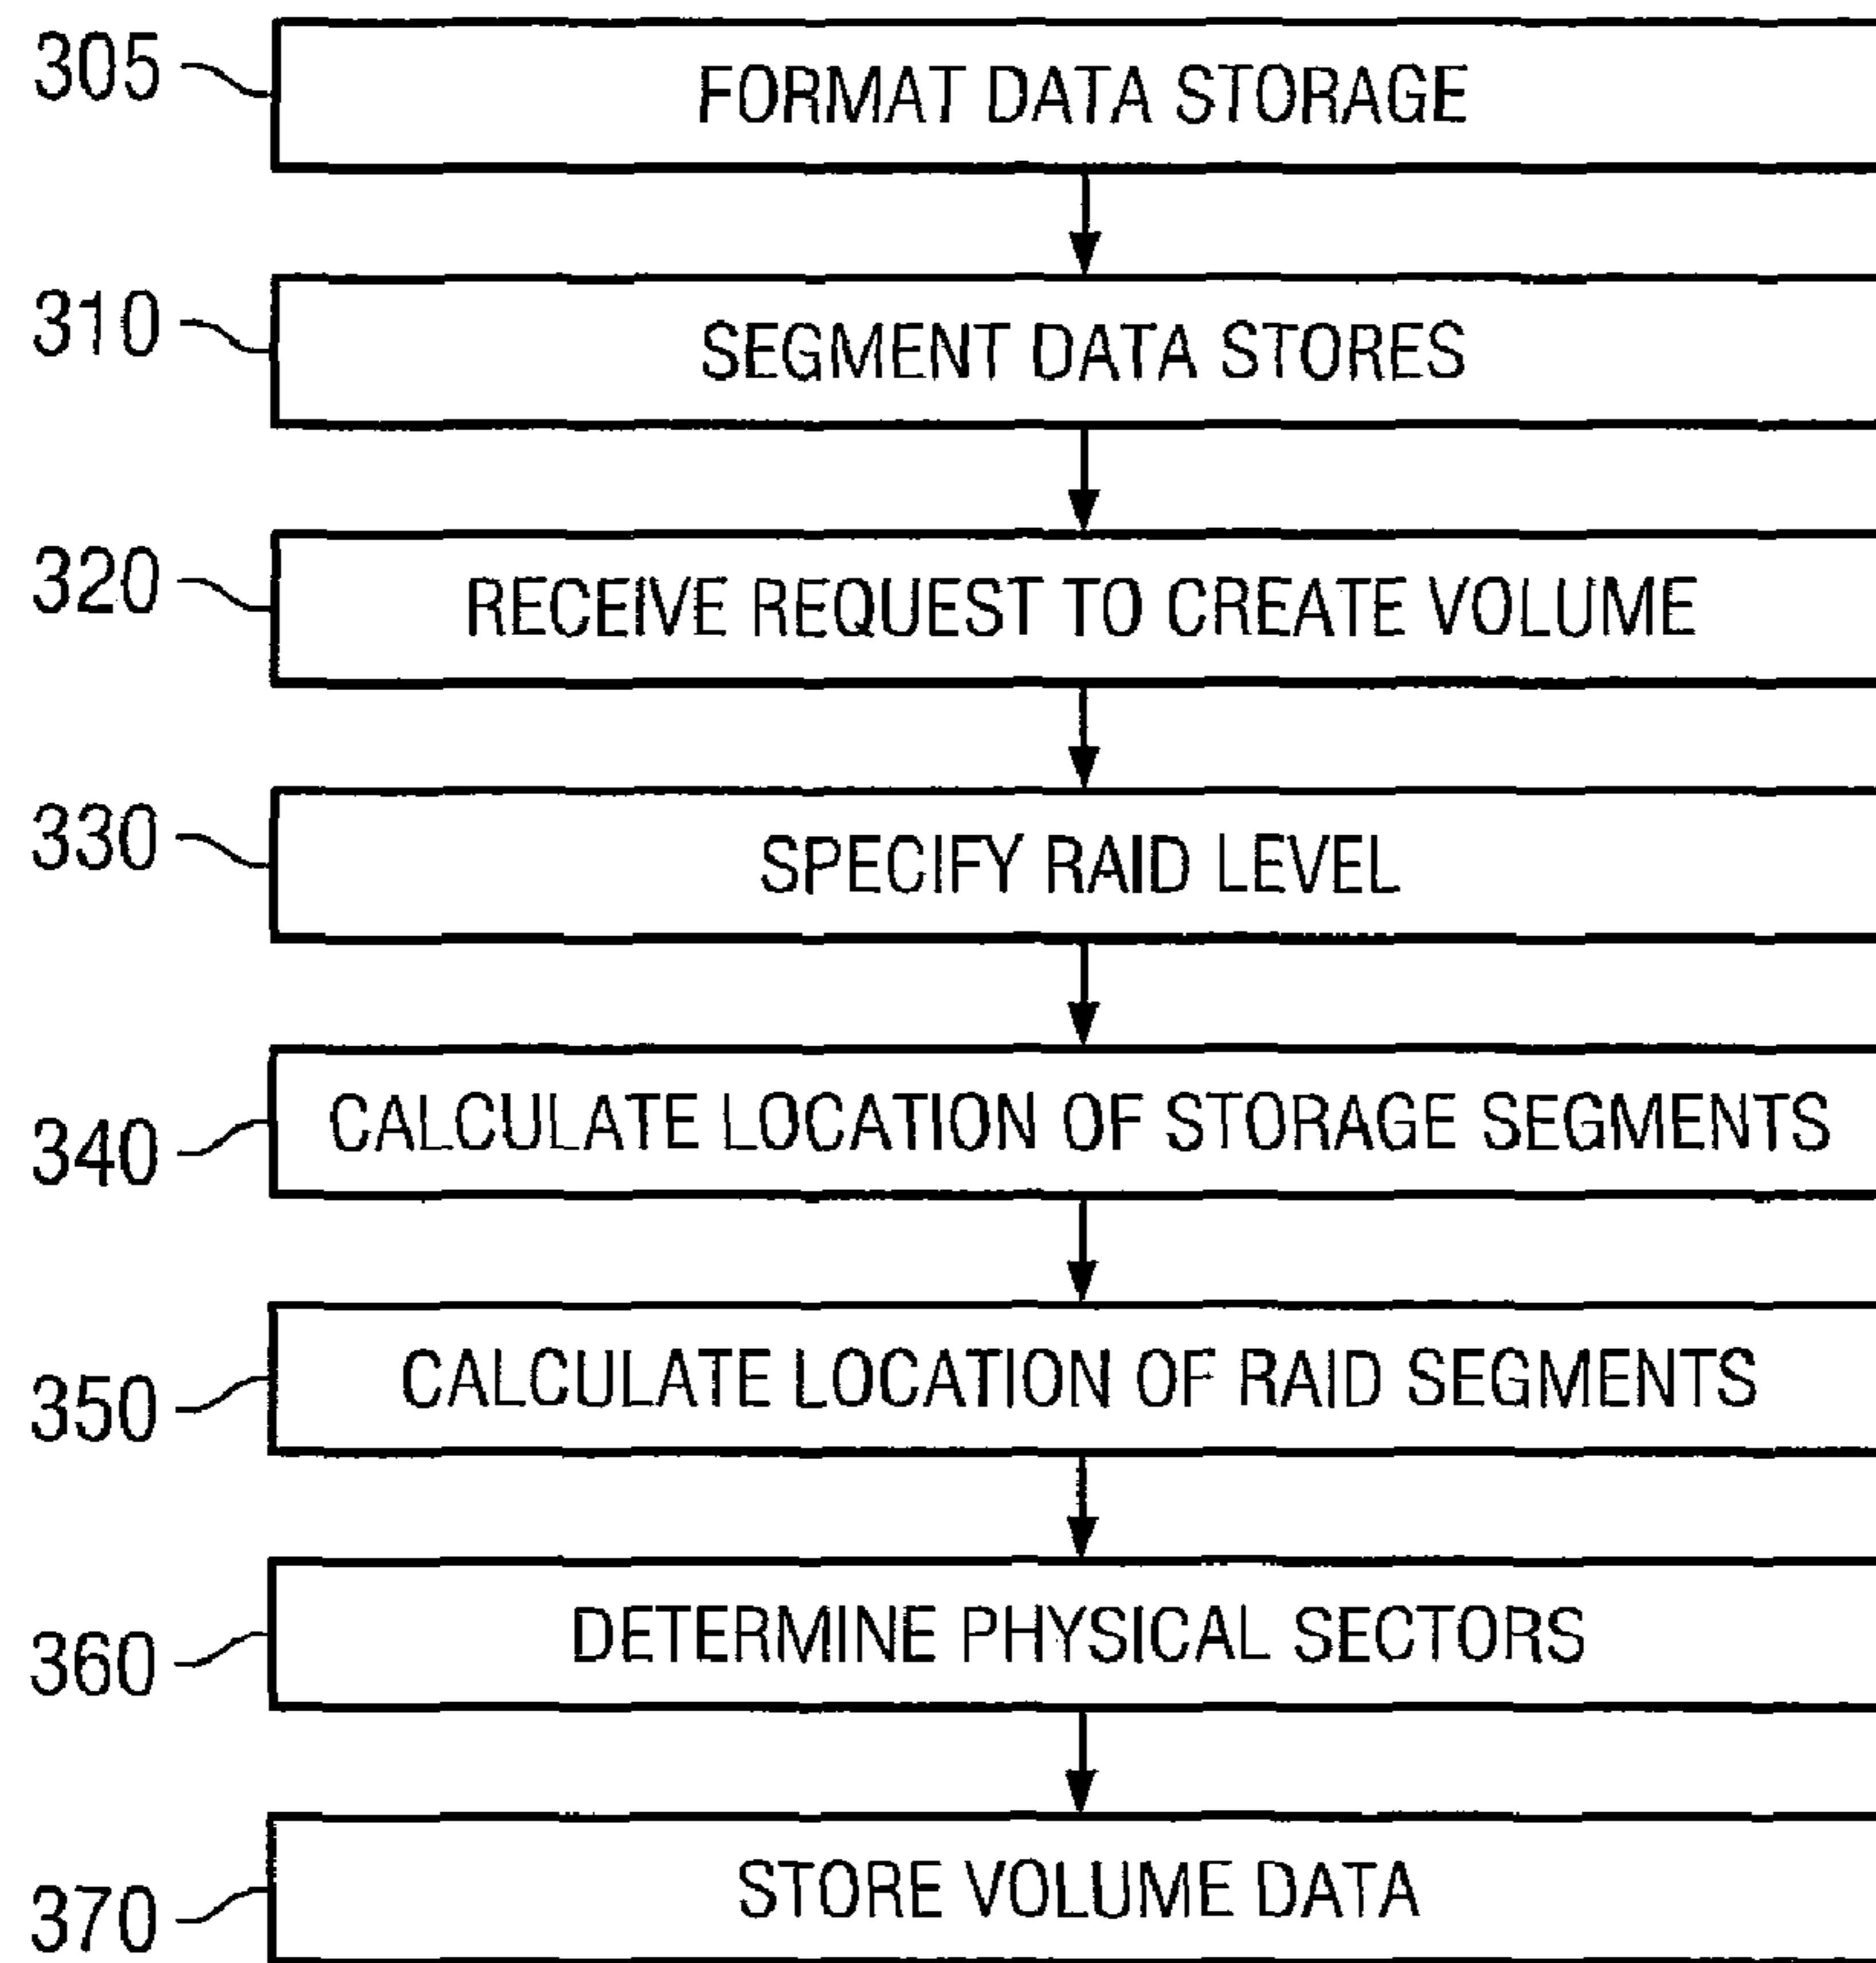 305 FORMAT DATA STORAGE
310 SEGMENT DATA STORES
320 RECEIVE REQUEST TO CREATE VOLUME
330 SPECIFY RAID LEVEL
340 CALCULATE LOCATION OF STORAGE SEGMENTS
350 CALCULATE LOCATION OF RAID SEGMENTS
360 DETERMINE PHYSICAL SECTORS
370 STORE VOLUME DATA